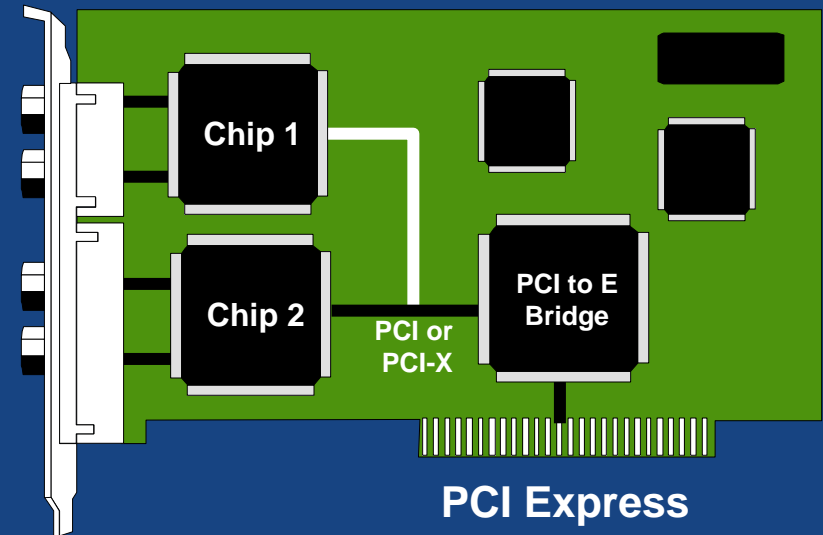 Chip 1
Chip 2
PCI to E
Bridge
PCI or
PCI-X
PCI Express